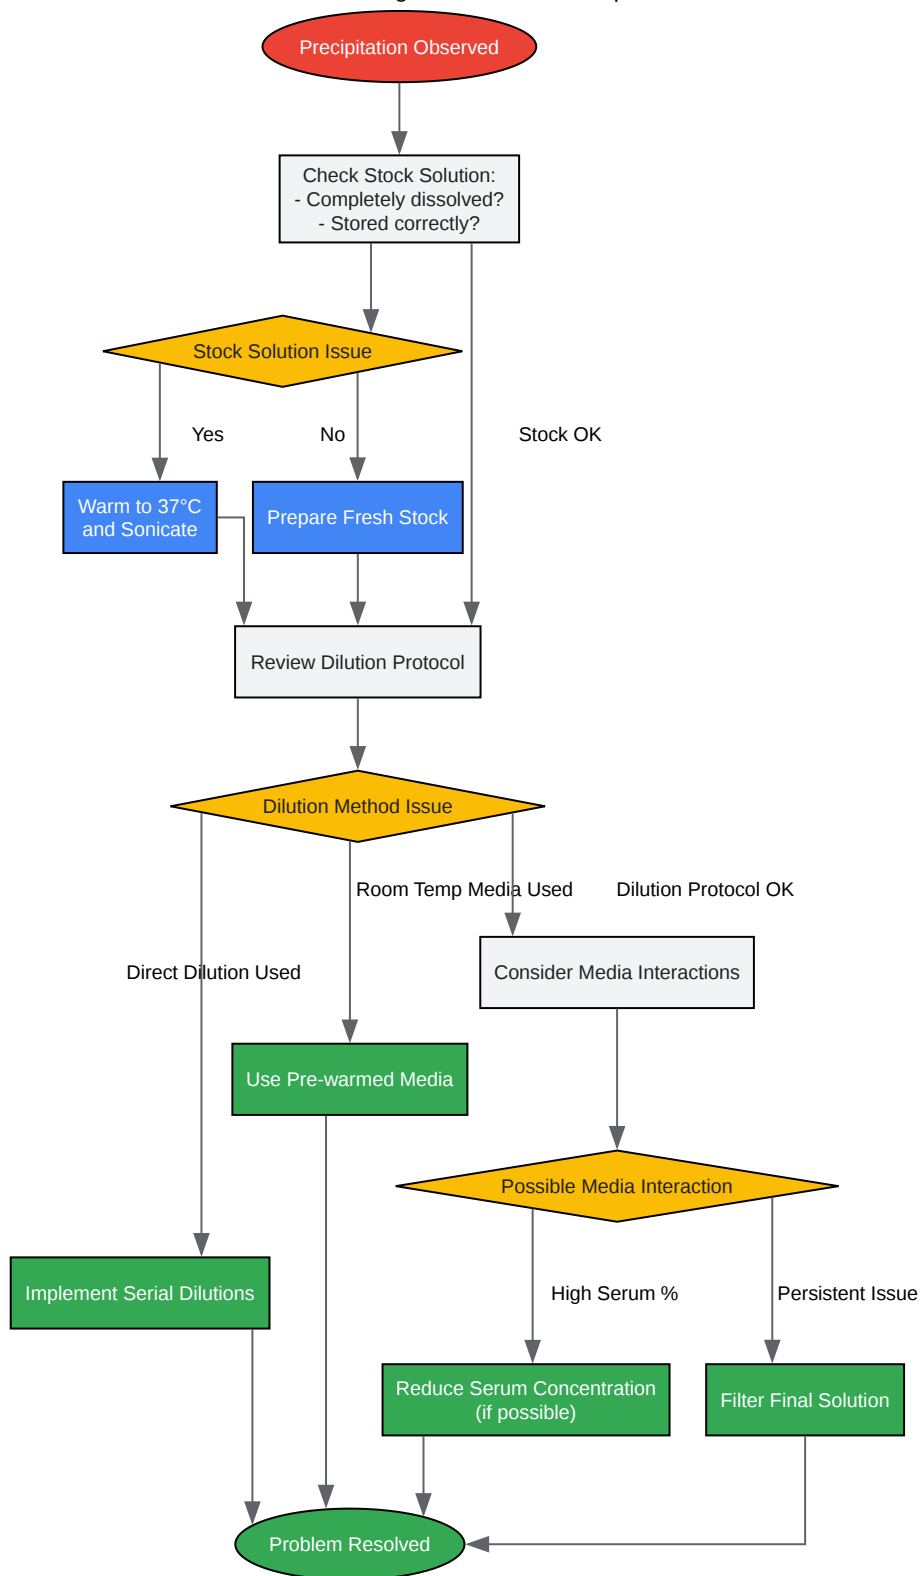 Precipitation Observed
Check Stock Solution:
- Completely dissolved?
- Stored correctly?
Stock Solution Issue
Yes
No
Stock OK
Warm to 37°C
and Sonicate
Prepare Fresh Stock
Review Dilution Protocol
Dilution Method Issue
Room Temp Media Used
Dilution Protocol OK
Direct Dilution Used
Consider Media Interactions
Use Pre-warmed Media
Possible Media Interaction
Implement Serial Dilutions
High Serum %
Persistent Issue
Reduce Serum Concentration
(if possible)
Filter Final Solution
Problem Resolved